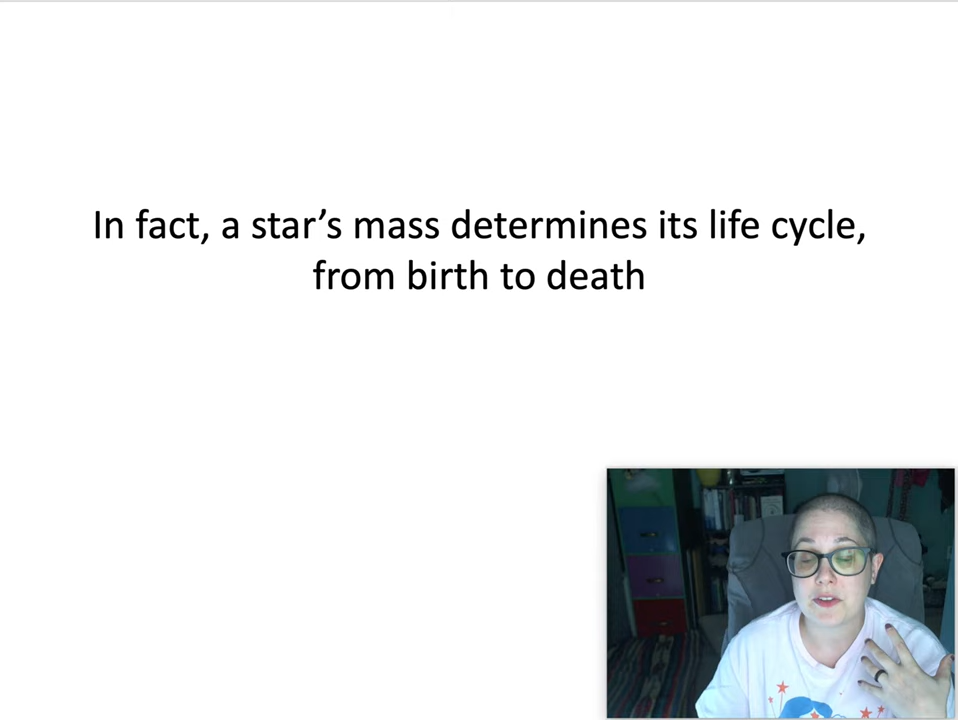 In fact, a star’s mass determines its life cycle,
from birth to death